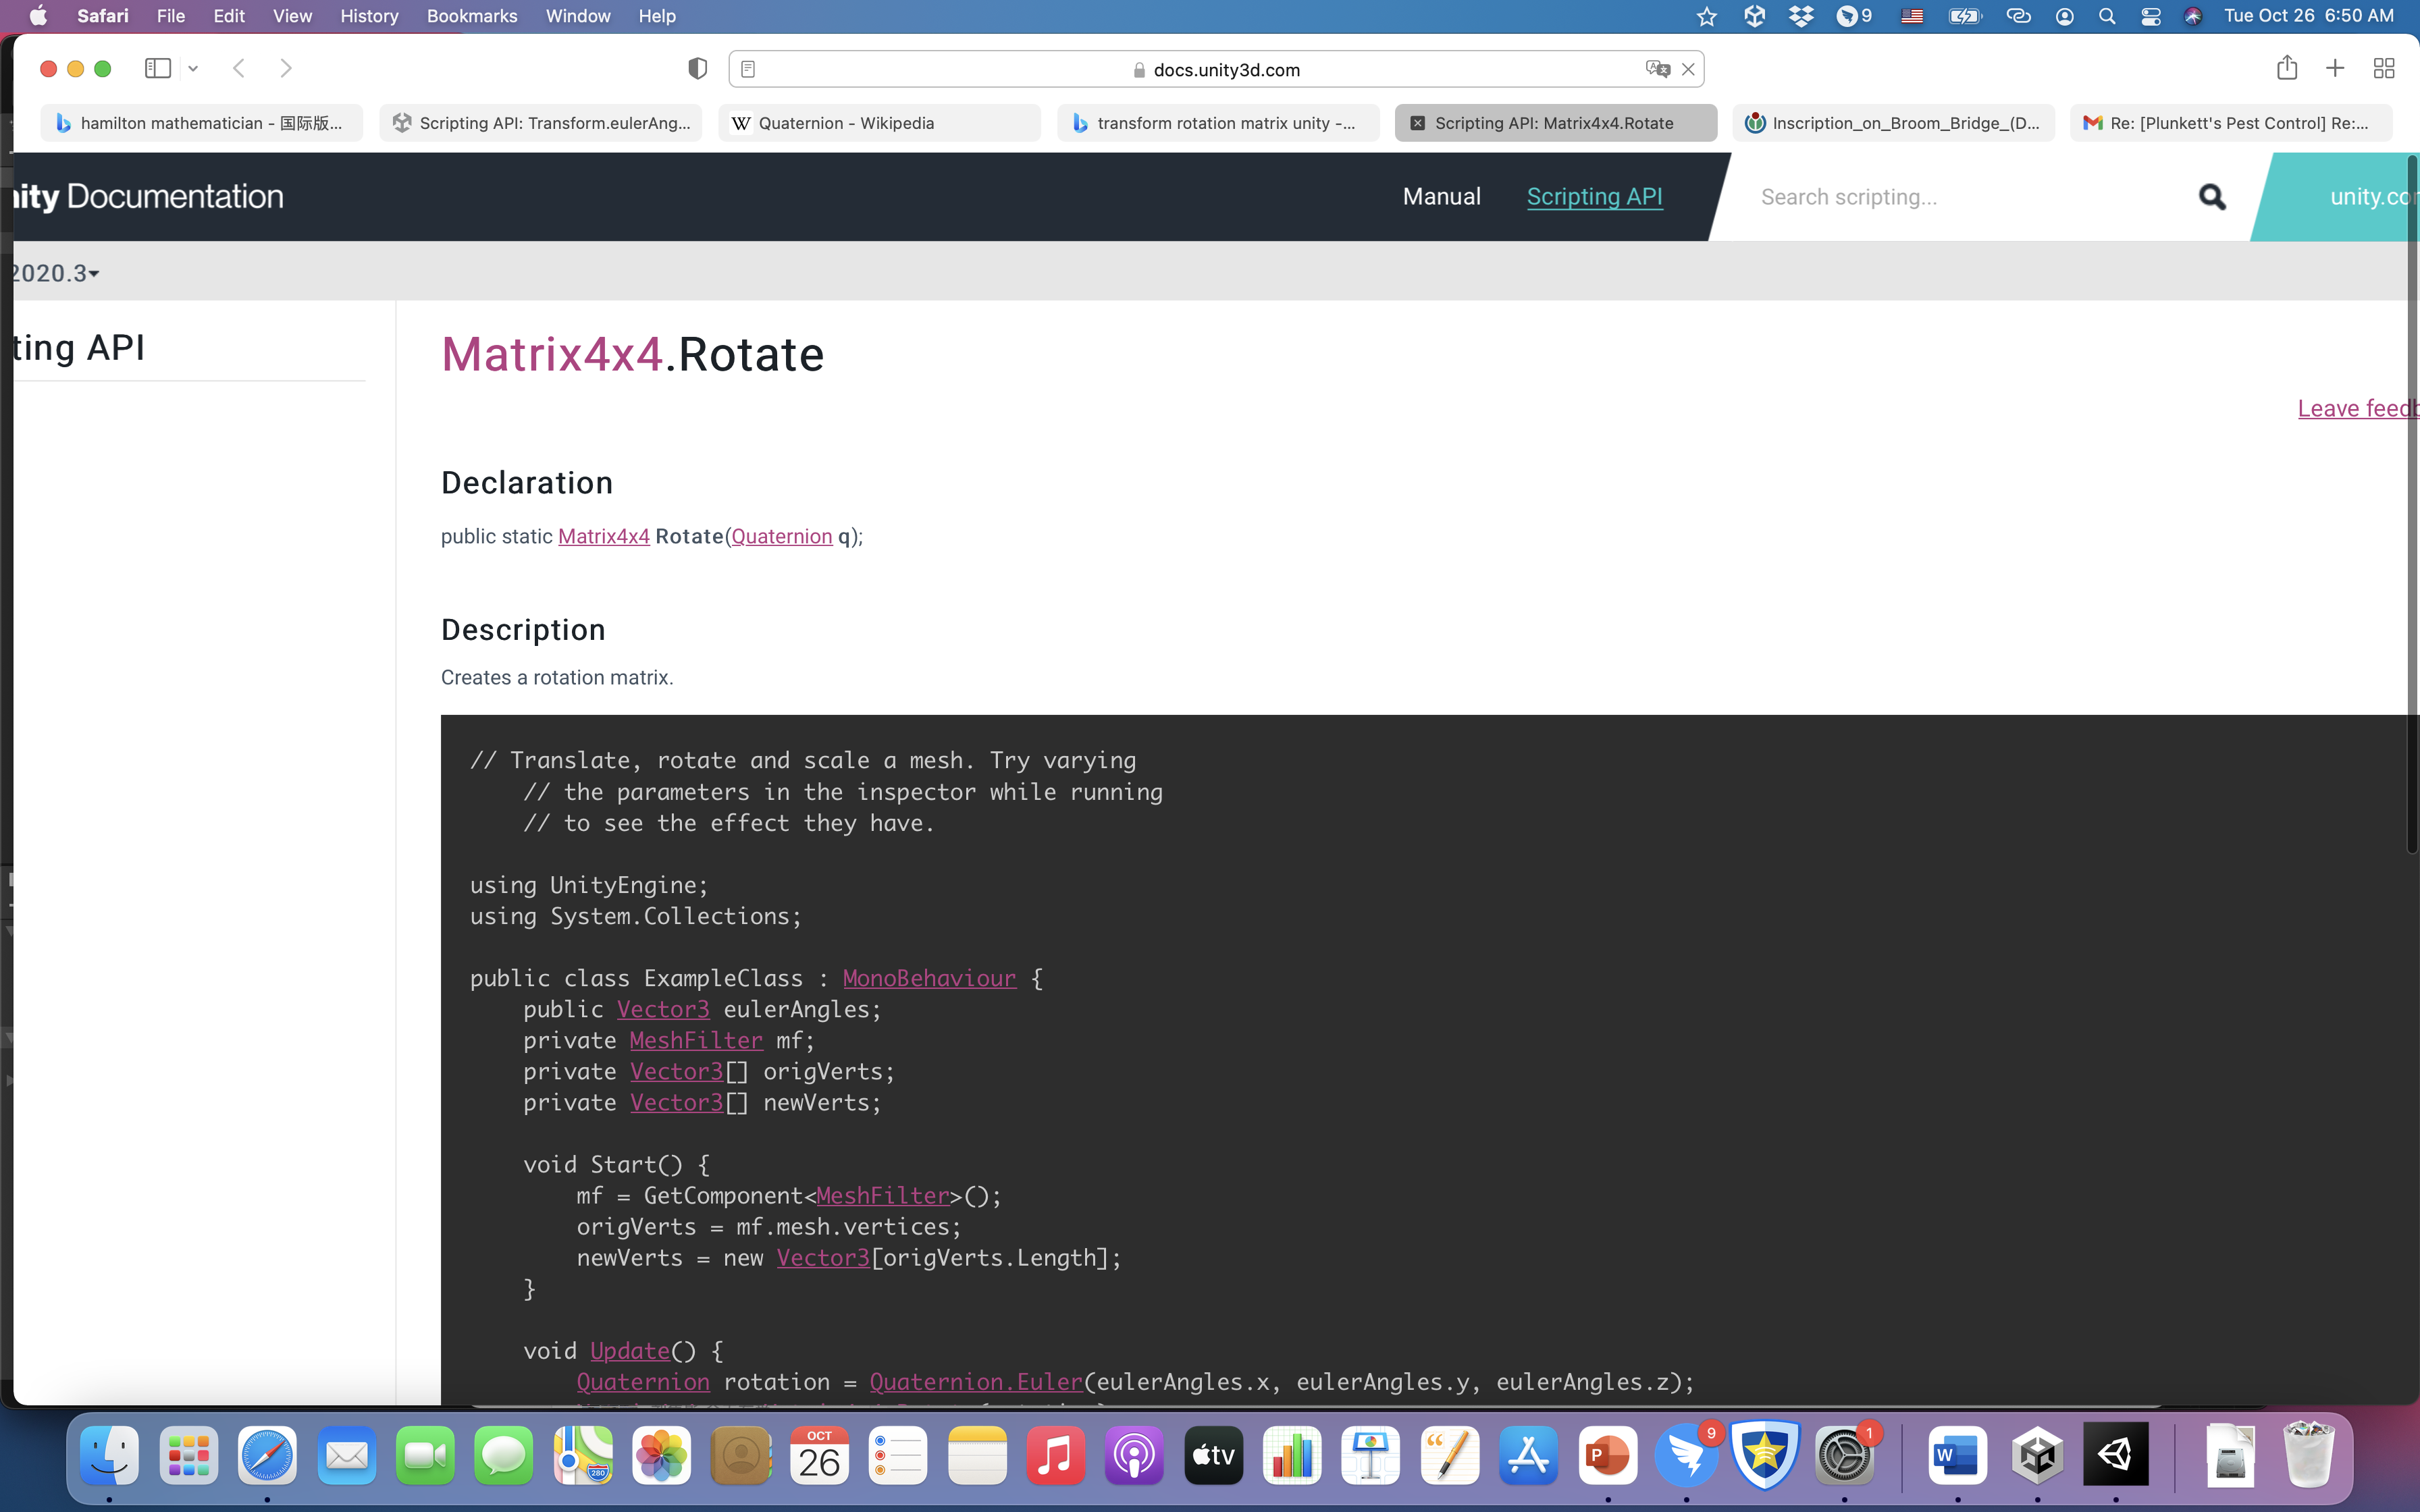 Safari File Edit View History Bookmarks Window Help 9 Tue Oct 26 6:50 AM
docs.unity3d.com
hamilton mathematician - 国际版... Scripting API: Transform.eulerAng... W Quaternion - Wikipedia transform rotation matrix unity -... Scripting API: Matrix4x4.Rotate Inscription_on_Broom_Bridge_(D... Re: [Plunkett's Pest Control] Re:...
nity Documentation Manual Scripting API Search scripting... unity.co
2020.3
ting API
Matrix4x4.Rotate
Leave feedb
Declaration
public static Matrix4x4 Rotate(Quaternion q);
Description
Creates a rotation matrix.
// Translate, rotate and scale a mesh. Try varying
// the parameters in the inspector while running
// to see the effect they have.
using UnityEngine;
using System.Collections;
public class ExampleClass : MonoBehaviour {
public Vector3 eulerAngles;
private MeshFilter mf;
private Vector3[] origVerts;
private Vector3[] newVerts;
void Start() {
mf = GetComponent<MeshFilter>();
origVerts = mf.mesh.vertices;
newVerts = new Vector3[origVerts.Length];
}
void Update() {
Quaternion rotation = Quaternion.Euler(eulerAngles.x, eulerAngles.y, eulerAngles.z);
OCT
26
280
tv
P
9
1
W